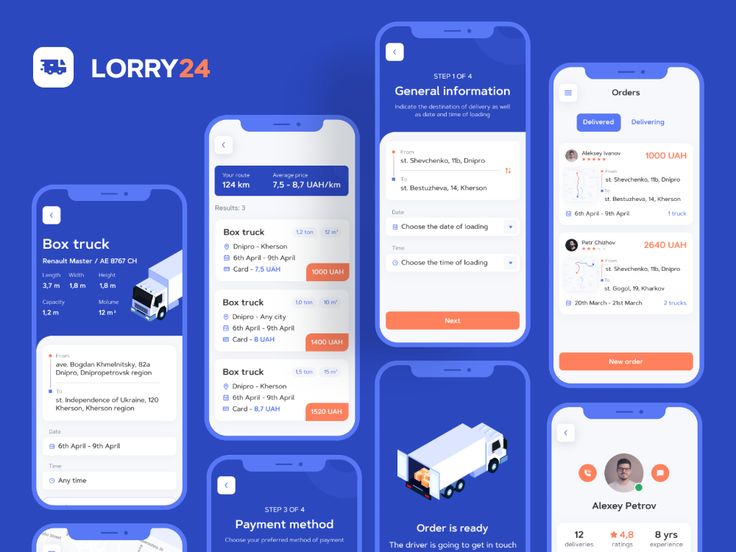 LORRY24
Box truck
Renault Master / AE 8767 CH
Length
Width
Height
3,7 m
1,8 m
1,8 m
Capacity
Molume
1,2 m
12 m³
From
ave. Bogdan Khmelnitsky, 82a
Dnipro, Dnipropetrovsk region
To
st. Independence of Ukraine, 120
Kherson, Kherson region
Date
6th April - 9th April
Time
Any time
Your route
Average price
124 km
7,5 - 8,7 UAH/km
Results: 3
Box truck
1,2 ton
12 m³
Dnipro - Kherson
6th April - 9th April
Card - 7,5 UAH
1000 UAH
Box truck
1.0 ton
10 m³
Dnipro - Any city
6th April - 9th April
Card - 8 UAH
1400 UAH
Box truck
1,5 ton
15 m³
Dnipro - Kherson
6th April - 9th April
Card - 8,7 UAH
1520 UAH
STEP 3 OF 4
Payment method
Choose your preferred method of payment
STEP 1 OF 4
General information
Indicate the destination of delivery as well
as date and time of loading
From
st. Shevchenko, 11b, Dnipro
To
st. Bestuzheva, 14, Kherson
Date
Choose the date of loading
Time
Choose the time of loading
Next
Order is ready
The driver is going to get in touch
Orders
Delivered
Delivering
Aleksey Ivanov
1000 UAH
From
st. Shevchenko, 11b, Dnipro
To
st. Bestuzheva, 14, Kherson
6th April - 9th April
1 truck
Petr Chizhov
2640 UAH
From
st. Shevchenko, 11b, Dnipro
To
st. Gogol, 19, Kharkov
20th March - 21st March
2 trucks
New order
Alexey Petrov
12
4,8
8 yrs
deliveries
ratings
experience